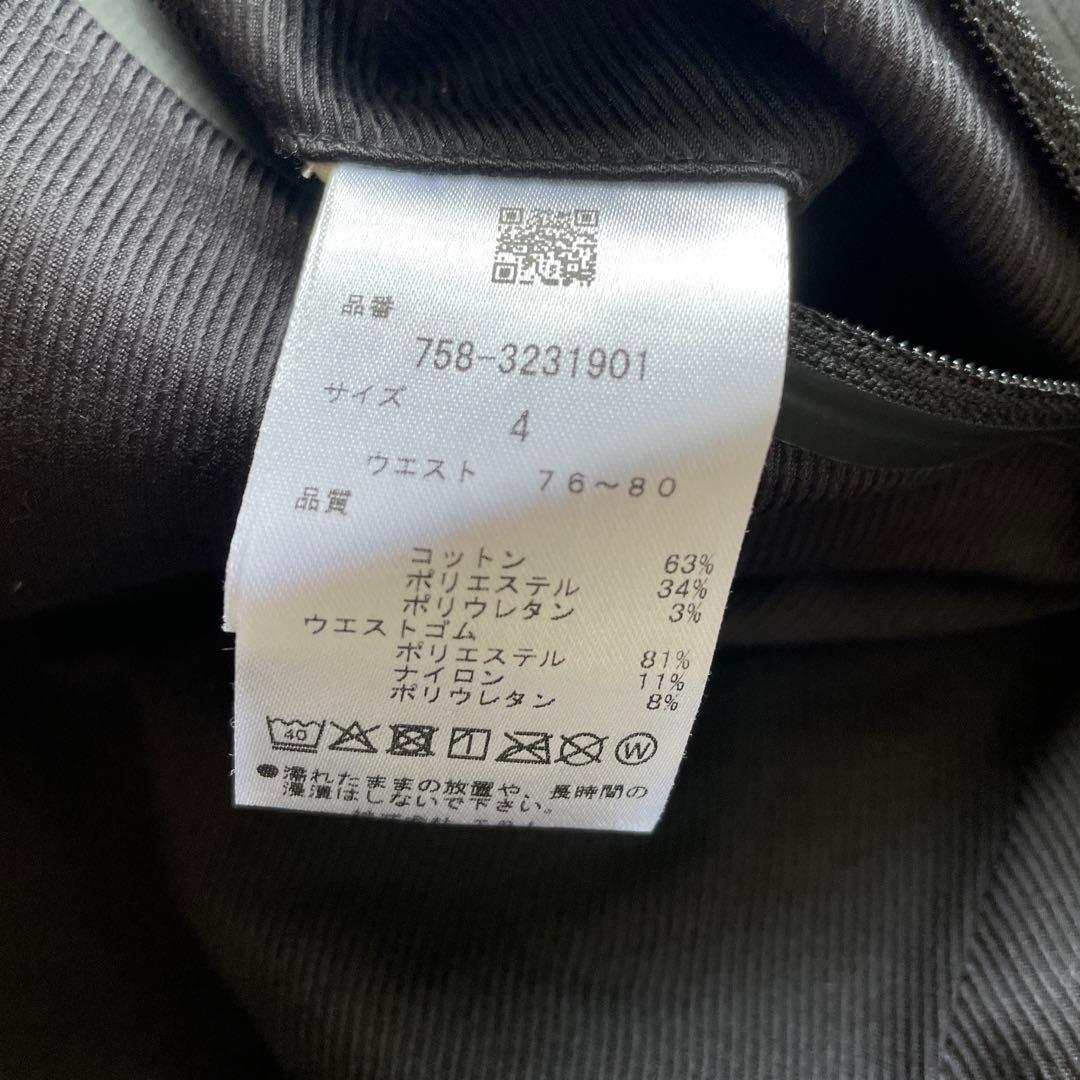 品番
758-3231901
サイズ
4
ウエスト 76～80
品質
コットン 63%
ポリエステル 34%
ポリウレタン 3%
ウエストゴム
ポリエステル 81%
ナイロン 11%
ポリウレタン 8%
40 W
●濡れたままの放置や、長時間の
浸漬はしないで下さい。